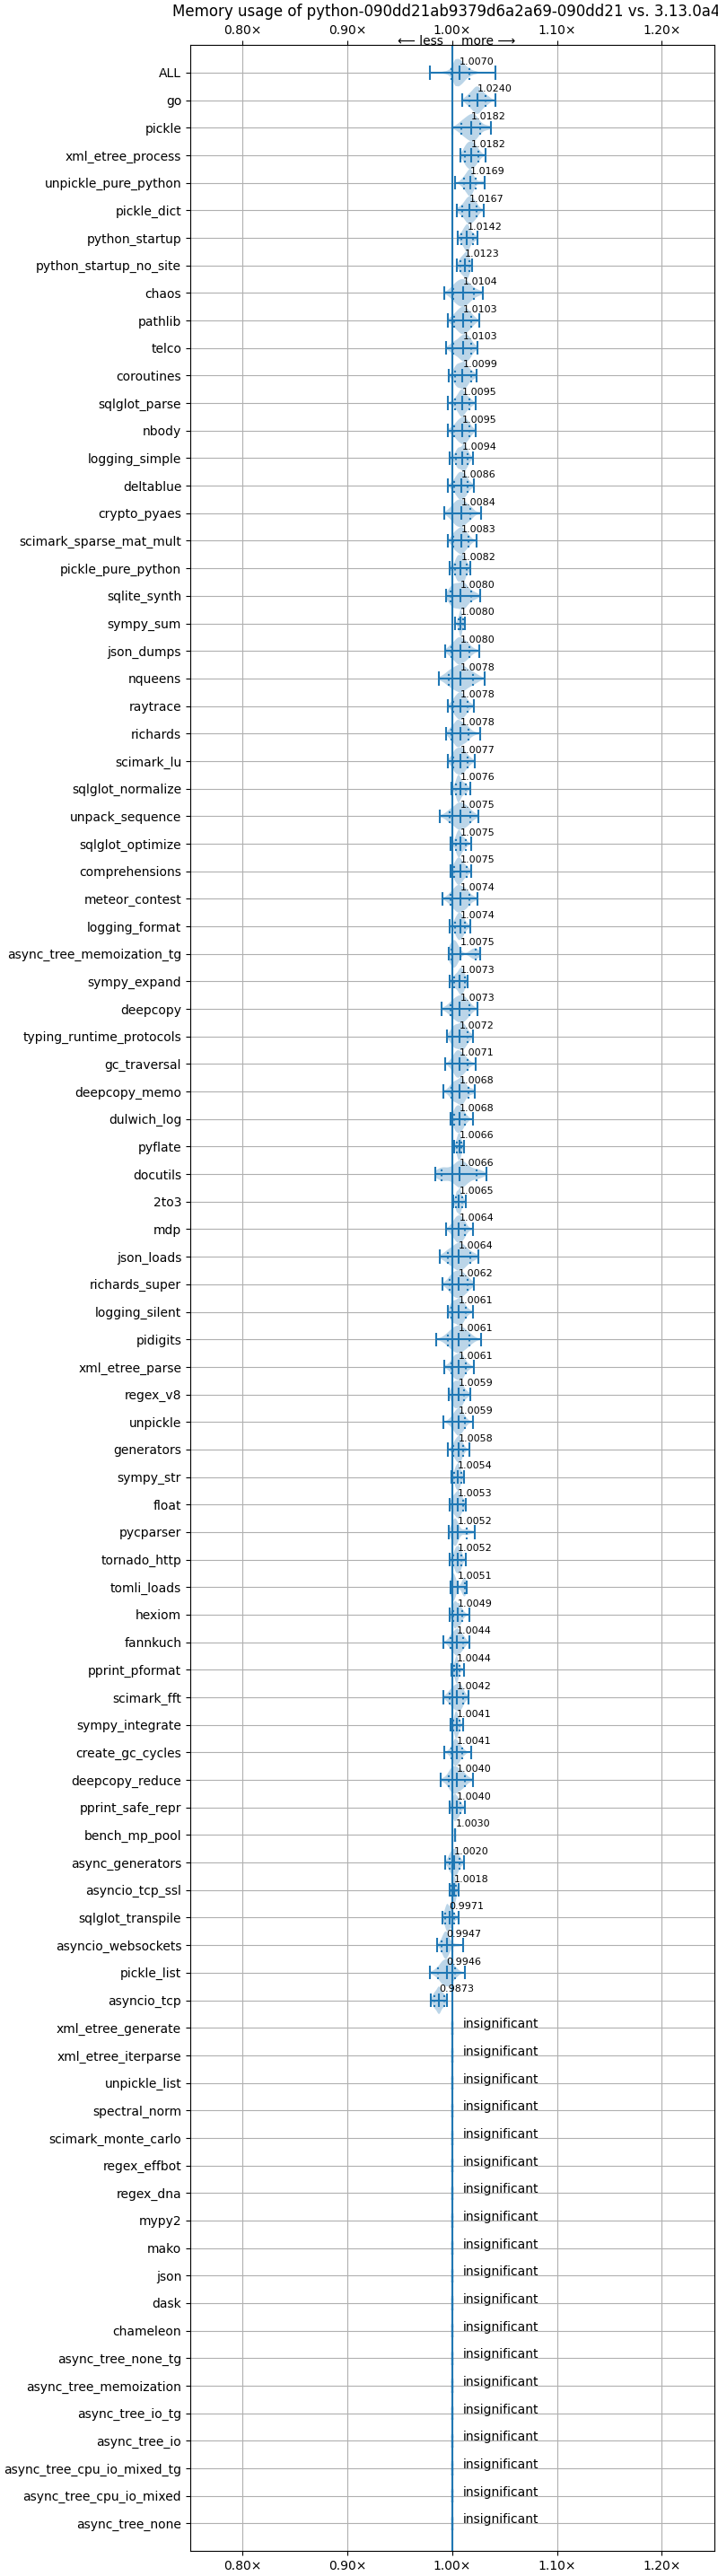 Memory usage of python-090dd21ab9379d6a2a69-090dd21 vs. 3.13.0a4
0.80× 0.90× 1.00× 1.10× 1.20×
⟵ less more ⟶
ALL 1.0070
go 1.0240
pickle 1.0182
xml_etree_process 1.0182
unpickle_pure_python 1.0169
pickle_dict 1.0167
python_startup 1.0142
python_startup_no_site 1.0123
chaos 1.0104
pathlib 1.0103
telco 1.0103
coroutines 1.0099
sqlglot_parse 1.0095
nbody 1.0095
logging_simple 1.0094
deltablue 1.0086
crypto_pyaes 1.0084
scimark_sparse_mat_mult 1.0083
pickle_pure_python 1.0082
sqlite_synth 1.0080
sympy_sum 1.0080
json_dumps 1.0080
nqueens 1.0078
raytrace 1.0078
richards 1.0078
scimark_lu 1.0077
sqlglot_normalize 1.0076
unpack_sequence 1.0075
sqlglot_optimize 1.0075
comprehensions 1.0075
meteor_contest 1.0074
logging_format 1.0074
async_tree_memoization_tg 1.0075
sympy_expand 1.0073
deepcopy 1.0073
typing_runtime_protocols 1.0072
gc_traversal 1.0071
deepcopy_memo 1.0068
dulwich_log 1.0068
pyflate 1.0066
docutils 1.0066
2to3 1.0065
mdp 1.0064
json_loads 1.0064
richards_super 1.0062
logging_silent 1.0061
pidigits 1.0061
xml_etree_parse 1.0061
regex_v8 1.0059
unpickle 1.0059
generators 1.0058
sympy_str 1.0054
float 1.0053
pycparser 1.0052
tornado_http 1.0052
tomli_loads 1.0051
hexiom 1.0049
fannkuch 1.0044
pprint_pformat 1.0044
scimark_fft 1.0042
sympy_integrate 1.0041
create_gc_cycles 1.0041
deepcopy_reduce 1.0040
pprint_safe_repr 1.0040
bench_mp_pool 1.0030
async_generators 1.0020
asyncio_tcp_ssl 1.0018
sqlglot_transpile 0.9971
asyncio_websockets 0.9947
pickle_list 0.9946
asyncio_tcp 0.9873
xml_etree_generate insignificant
xml_etree_iterparse insignificant
unpickle_list insignificant
spectral_norm insignificant
scimark_monte_carlo insignificant
regex_effbot insignificant
regex_dna insignificant
mypy2 insignificant
mako insignificant
json insignificant
dask insignificant
chameleon insignificant
async_tree_none_tg insignificant
async_tree_memoization insignificant
async_tree_io_tg insignificant
async_tree_io insignificant
async_tree_cpu_io_mixed_tg insignificant
async_tree_cpu_io_mixed insignificant
async_tree_none insignificant
0.80× 0.90× 1.00× 1.10× 1.20×